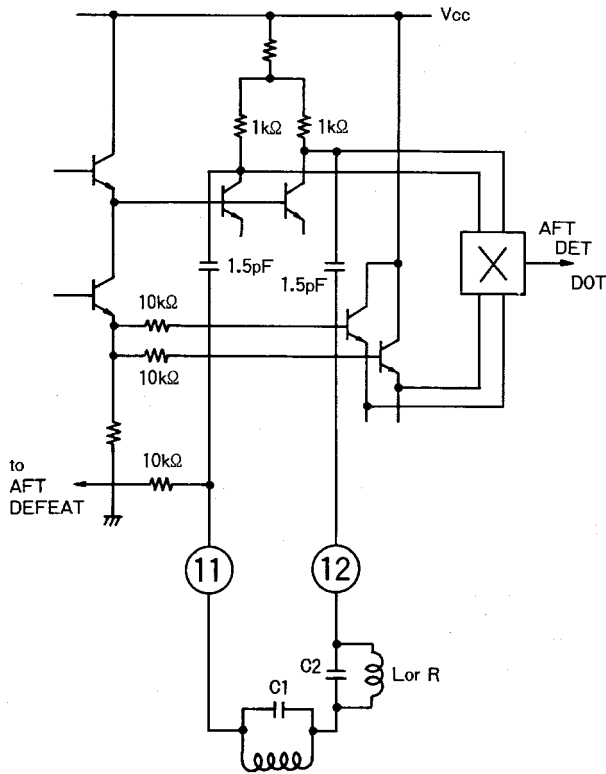 Vcc
1kΩ
1kΩ
AFT
DET
DOT
1.5pF
1.5pF
10kΩ
10kΩ
10kΩ
to
AFT
DEFEAT
11
12
C2
L or R
C1